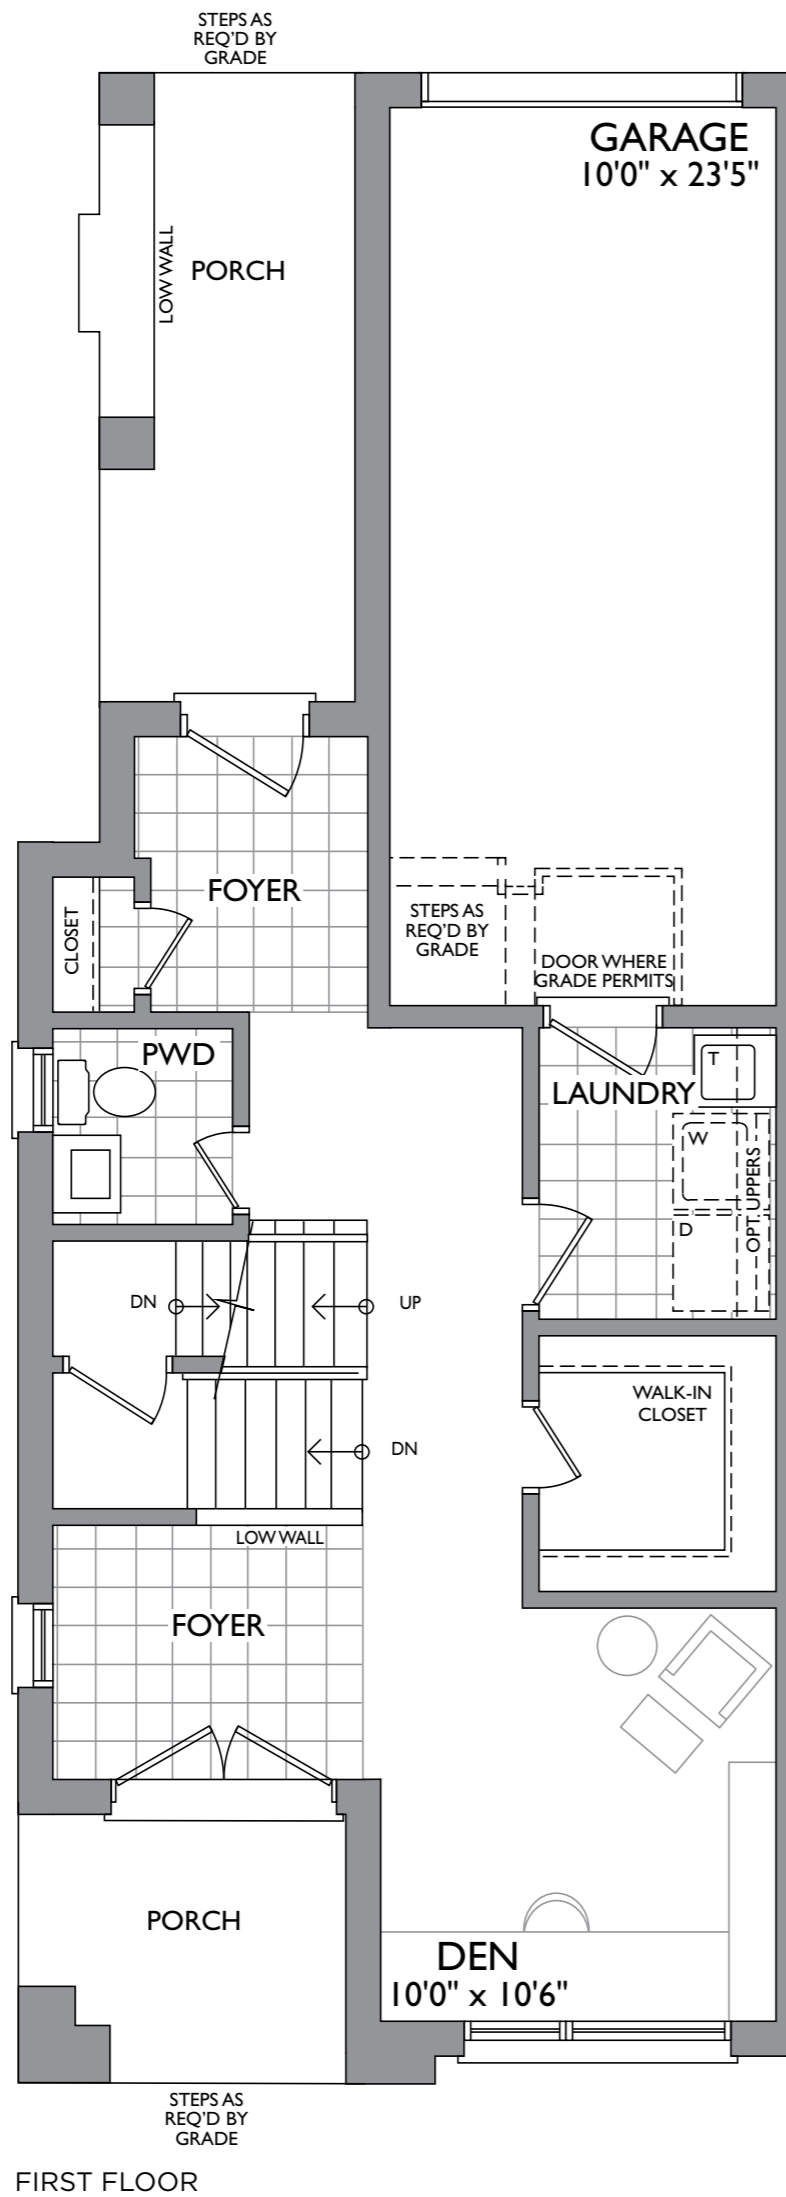 STEPS AS
REQ'D BY
GRADE
GARAGE
10'0" x 23'5"
LOW WALL
PORCH
FOYER
CLOSET
STEPS AS
REQ'D BY
GRADE
DOOR WHERE
GRADE PERMITS
PWD
T
LAUNDRY
W
OPT. UPPERS
D
DN
UP
WALK-IN
CLOSET
DN
LOW WALL
FOYER
PORCH
DEN
10'0" x 10'6"
STEPS AS
REQ'D BY
GRADE
FIRST FLOOR